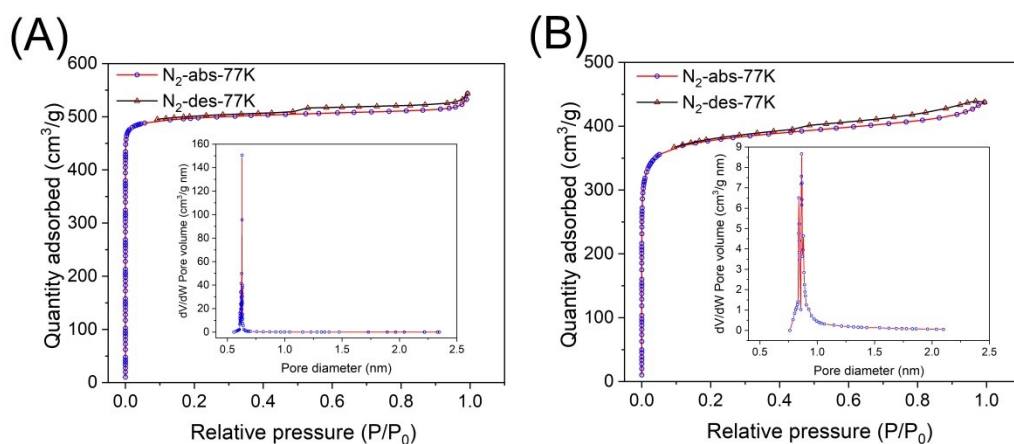 (A)
N₂-abs-77K
N₂-des-77K
Quantity adsorbed (cm³/g)
600
500
400
300
200
100
0
0.0 0.2 0.4 0.6 0.8 1.0
Relative pressure (P/P₀)
dV/dW Pore volume (cm³/g nm)
160
140
120
100
80
60
40
20
0
0.5 1.0 1.5 2.0 2.5
Pore diameter (nm)
(B)
N₂-abs-77K
N₂-des-77K
Quantity adsorbed (cm³/g)
500
400
300
200
100
0
0.0 0.2 0.4 0.6 0.8 1.0
Relative pressure (P/P₀)
dV/dW Pore volume (cm³/g nm)
9
8
7
6
5
4
3
2
1
0
0.5 1.0 1.5 2.0 2.5
Pore diameter (nm)